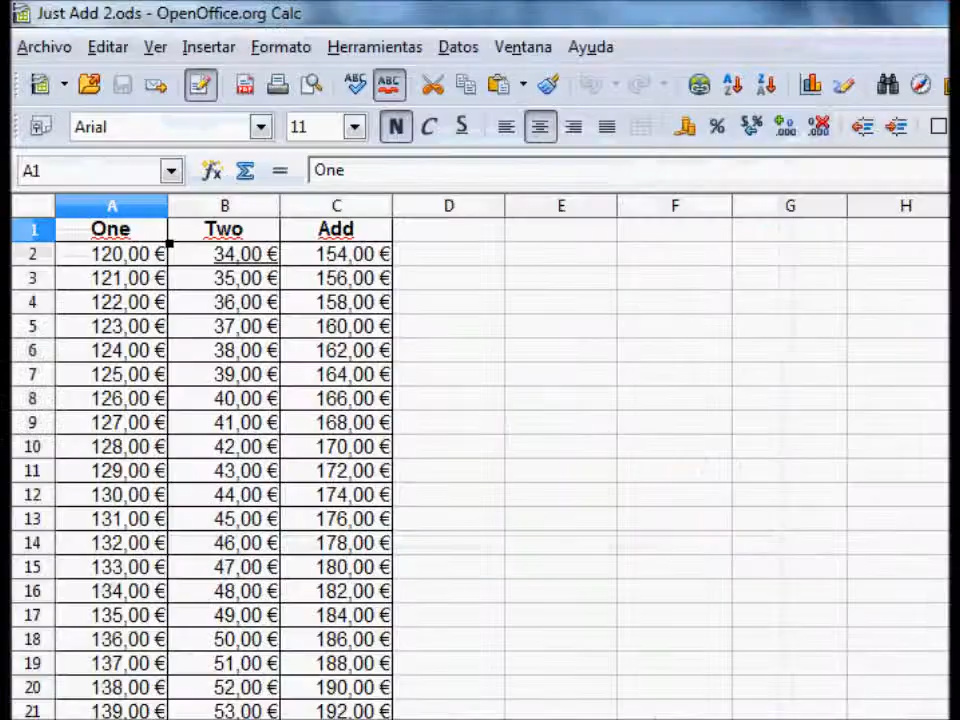 Just Add 2.ods - OpenOffice.org Calc
Archivo Editar Ver Insertar Formato Herramientas Datos Ventana Ayuda
Arial 11 N C S
A1 One
A B C D E F G H
1 One Two Add
2 120,00 € 34,00 € 154,00 €
3 121,00 € 35,00 € 156,00 €
4 122,00 € 36,00 € 158,00 €
5 123,00 € 37,00 € 160,00 €
6 124,00 € 38,00 € 162,00 €
7 125,00 € 39,00 € 164,00 €
8 126,00 € 40,00 € 166,00 €
9 127,00 € 41,00 € 168,00 €
10 128,00 € 42,00 € 170,00 €
11 129,00 € 43,00 € 172,00 €
12 130,00 € 44,00 € 174,00 €
13 131,00 € 45,00 € 176,00 €
14 132,00 € 46,00 € 178,00 €
15 133,00 € 47,00 € 180,00 €
16 134,00 € 48,00 € 182,00 €
17 135,00 € 49,00 € 184,00 €
18 136,00 € 50,00 € 186,00 €
19 137,00 € 51,00 € 188,00 €
20 138,00 € 52,00 € 190,00 €
21 139,00 € 53,00 € 192,00 €